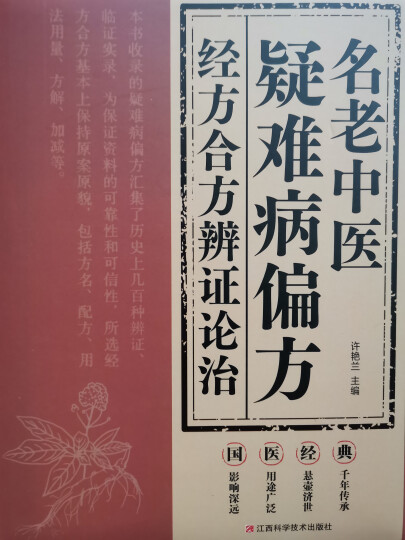 名老中医
疑难病偏方
经方合方辨证论治
许艳兰 主编
国医经典
千年传承
悬壶济世
用途广泛
影响深远
江西科学技术出版社
本书收录的疑难病偏方汇集了历史上几百种辨证、
临证实录，为保证资料的可靠性和可信性，所选经
方合方基本上保持原案原貌，包括方名、配方、用
法用量、方解、加减等。